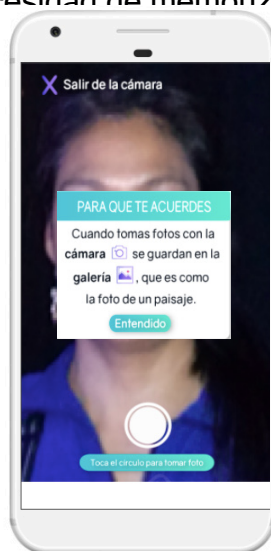 Salir de la cámara
PARA QUE TE ACUERDES
Cuando tomas fotos con la
cámara se guardan en la
galería , que es como
la foto de un paisaje.
Entendido
Toca el círculo para tomar foto